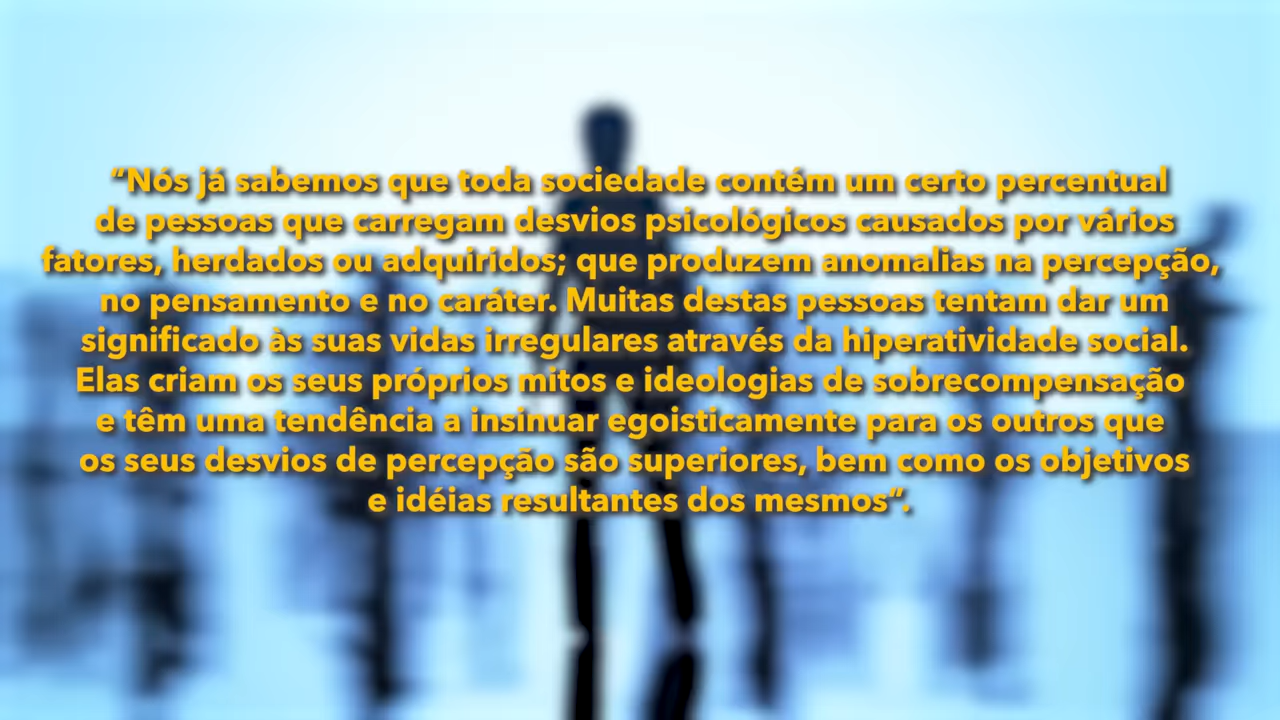 “Nós já sabemos que toda sociedade contém um certo percentual
de pessoas que carregam desvios psicológicos causados por vários
fatores, herdados ou adquiridos; que produzem anomalias na percepção,
no pensamento e no caráter. Muitas destas pessoas tentam dar um
significado às suas vidas irregulares através da hiperatividade social.
Elas criam os seus próprios mitos e ideologias de sobrecompensação
e têm uma tendência a insinuar egoisticamente para os outros que
os seus desvios de percepção são superiores, bem como os objetivos
e idéias resultantes dos mesmos”.